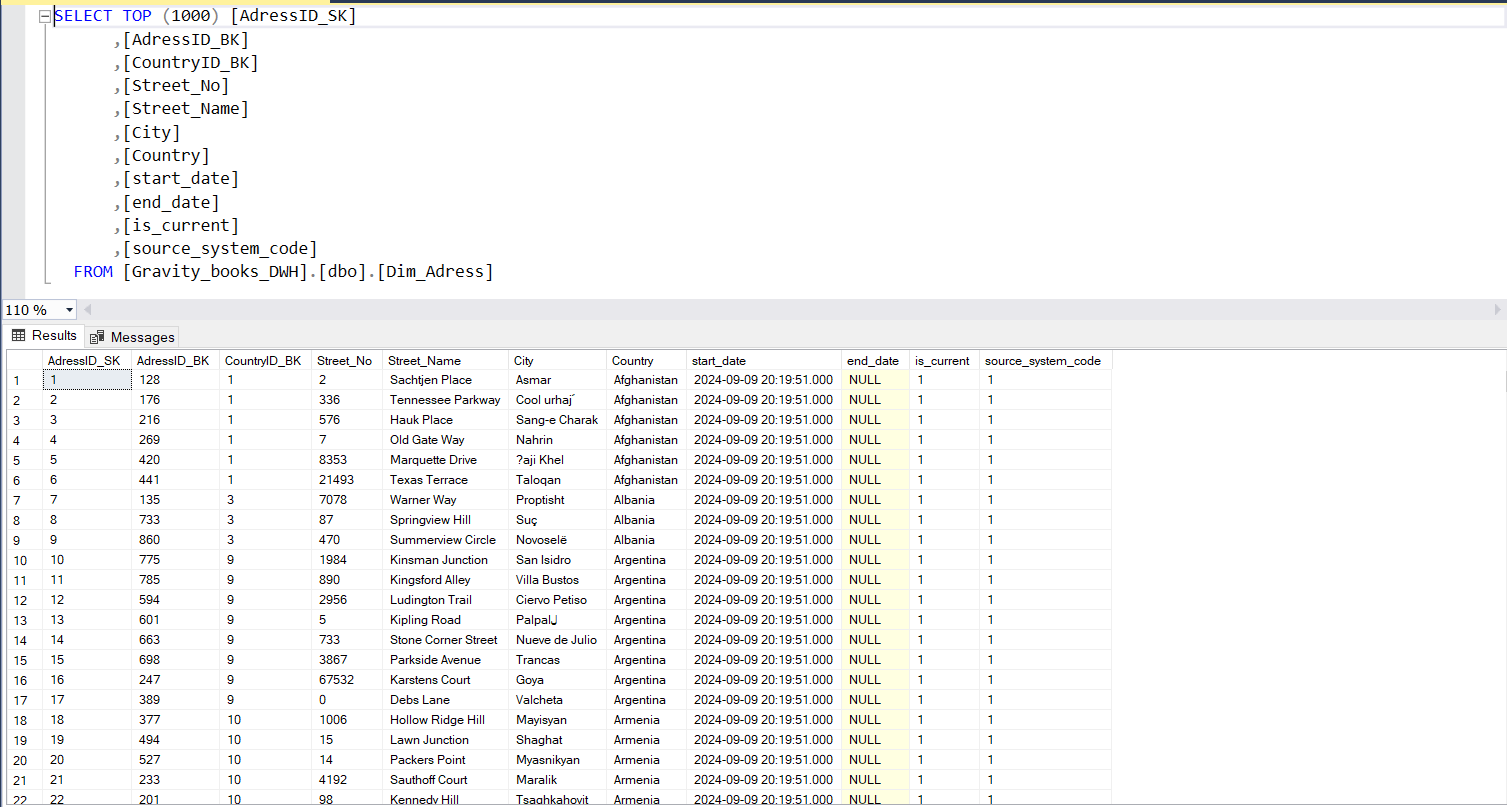 SELECT TOP (1000) [AdressID_SK]
,[AdressID_BK]
,[CountryID_BK]
,[Street_No]
,[Street_Name]
,[City]
,[Country]
,[start_date]
,[end_date]
,[is_current]
,[source_system_code]
FROM [Gravity_books_DWH].[dbo].[Dim_Adress]
110 %
Results Messages
AdressID_SK AdressID_BK CountryID_BK Street_No Street_Name City Country start_date end_date is_current source_system_code
1 1 128 1 2 Sachtjen Place Asmar Afghanistan 2024-09-09 20:19:51.000 NULL 1 1
2 2 176 1 336 Tennessee Parkway Cool urhaj´ Afghanistan 2024-09-09 20:19:51.000 NULL 1 1
3 3 216 1 576 Hauk Place Sang-e Charak Afghanistan 2024-09-09 20:19:51.000 NULL 1 1
4 4 269 1 7 Old Gate Way Nahrin Afghanistan 2024-09-09 20:19:51.000 NULL 1 1
5 5 420 1 8353 Marquette Drive ?aji Khel Afghanistan 2024-09-09 20:19:51.000 NULL 1 1
6 6 441 1 21493 Texas Terrace Taloqan Afghanistan 2024-09-09 20:19:51.000 NULL 1 1
7 7 135 3 7078 Warner Way Proptisht Albania 2024-09-09 20:19:51.000 NULL 1 1
8 8 733 3 87 Springview Hill Suç Albania 2024-09-09 20:19:51.000 NULL 1 1
9 9 860 3 470 Summerview Circle Novoselë Albania 2024-09-09 20:19:51.000 NULL 1 1
10 10 775 9 1984 Kinsman Junction San Isidro Argentina 2024-09-09 20:19:51.000 NULL 1 1
11 11 785 9 890 Kingsford Alley Villa Bustos Argentina 2024-09-09 20:19:51.000 NULL 1 1
12 12 594 9 2956 Ludington Trail Ciervo Petiso Argentina 2024-09-09 20:19:51.000 NULL 1 1
13 13 601 9 5 Kipling Road Palpalل Argentina 2024-09-09 20:19:51.000 NULL 1 1
14 14 663 9 733 Stone Corner Street Nueve de Julio Argentina 2024-09-09 20:19:51.000 NULL 1 1
15 15 698 9 3867 Parkside Avenue Trancas Argentina 2024-09-09 20:19:51.000 NULL 1 1
16 16 247 9 67532 Karstens Court Goya Argentina 2024-09-09 20:19:51.000 NULL 1 1
17 17 389 9 0 Debs Lane Valcheta Argentina 2024-09-09 20:19:51.000 NULL 1 1
18 18 377 10 1006 Hollow Ridge Hill Mayisyan Armenia 2024-09-09 20:19:51.000 NULL 1 1
19 19 494 10 15 Lawn Junction Shaghat Armenia 2024-09-09 20:19:51.000 NULL 1 1
20 20 527 10 14 Packers Point Myasnikyan Armenia 2024-09-09 20:19:51.000 NULL 1 1
21 21 233 10 4192 Sauthoff Court Maralik Armenia 2024-09-09 20:19:51.000 NULL 1 1
22 22 201 10 98 Kennedy Hill Tsaghkahovit Armenia 2024-09-09 20:19:51.000 NULL 1 1